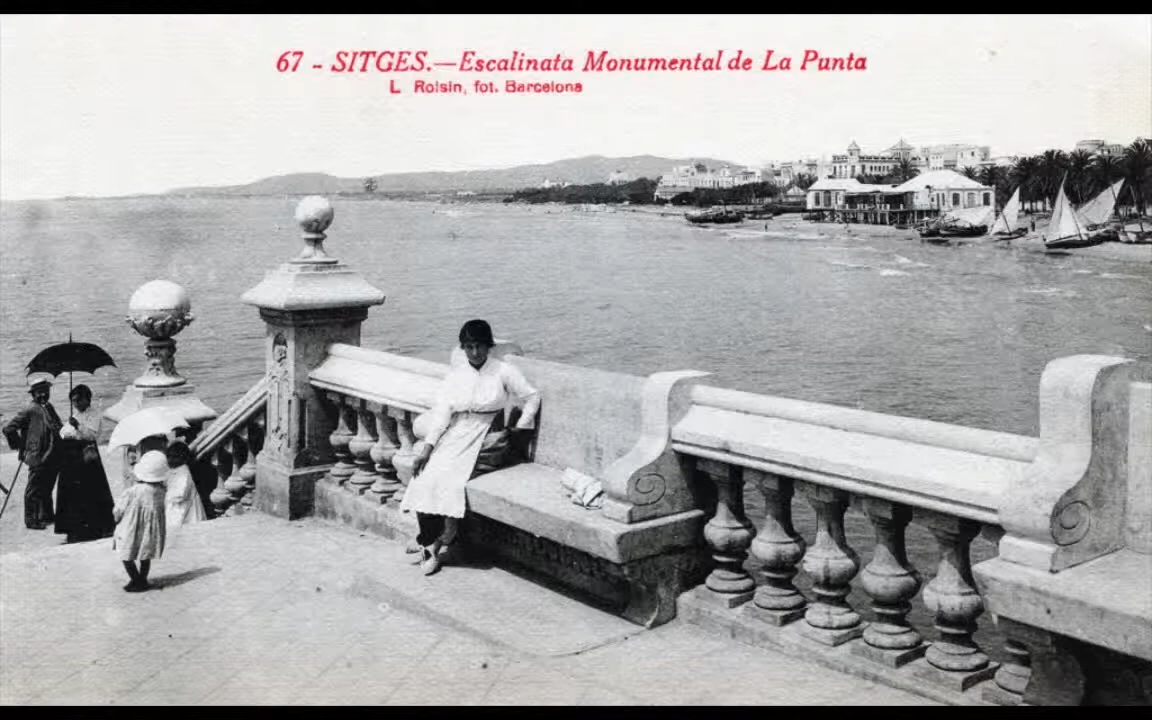 67 - SITGES.—Escalinata Monumental de La Punta
L Roisin, fot. Barcelona